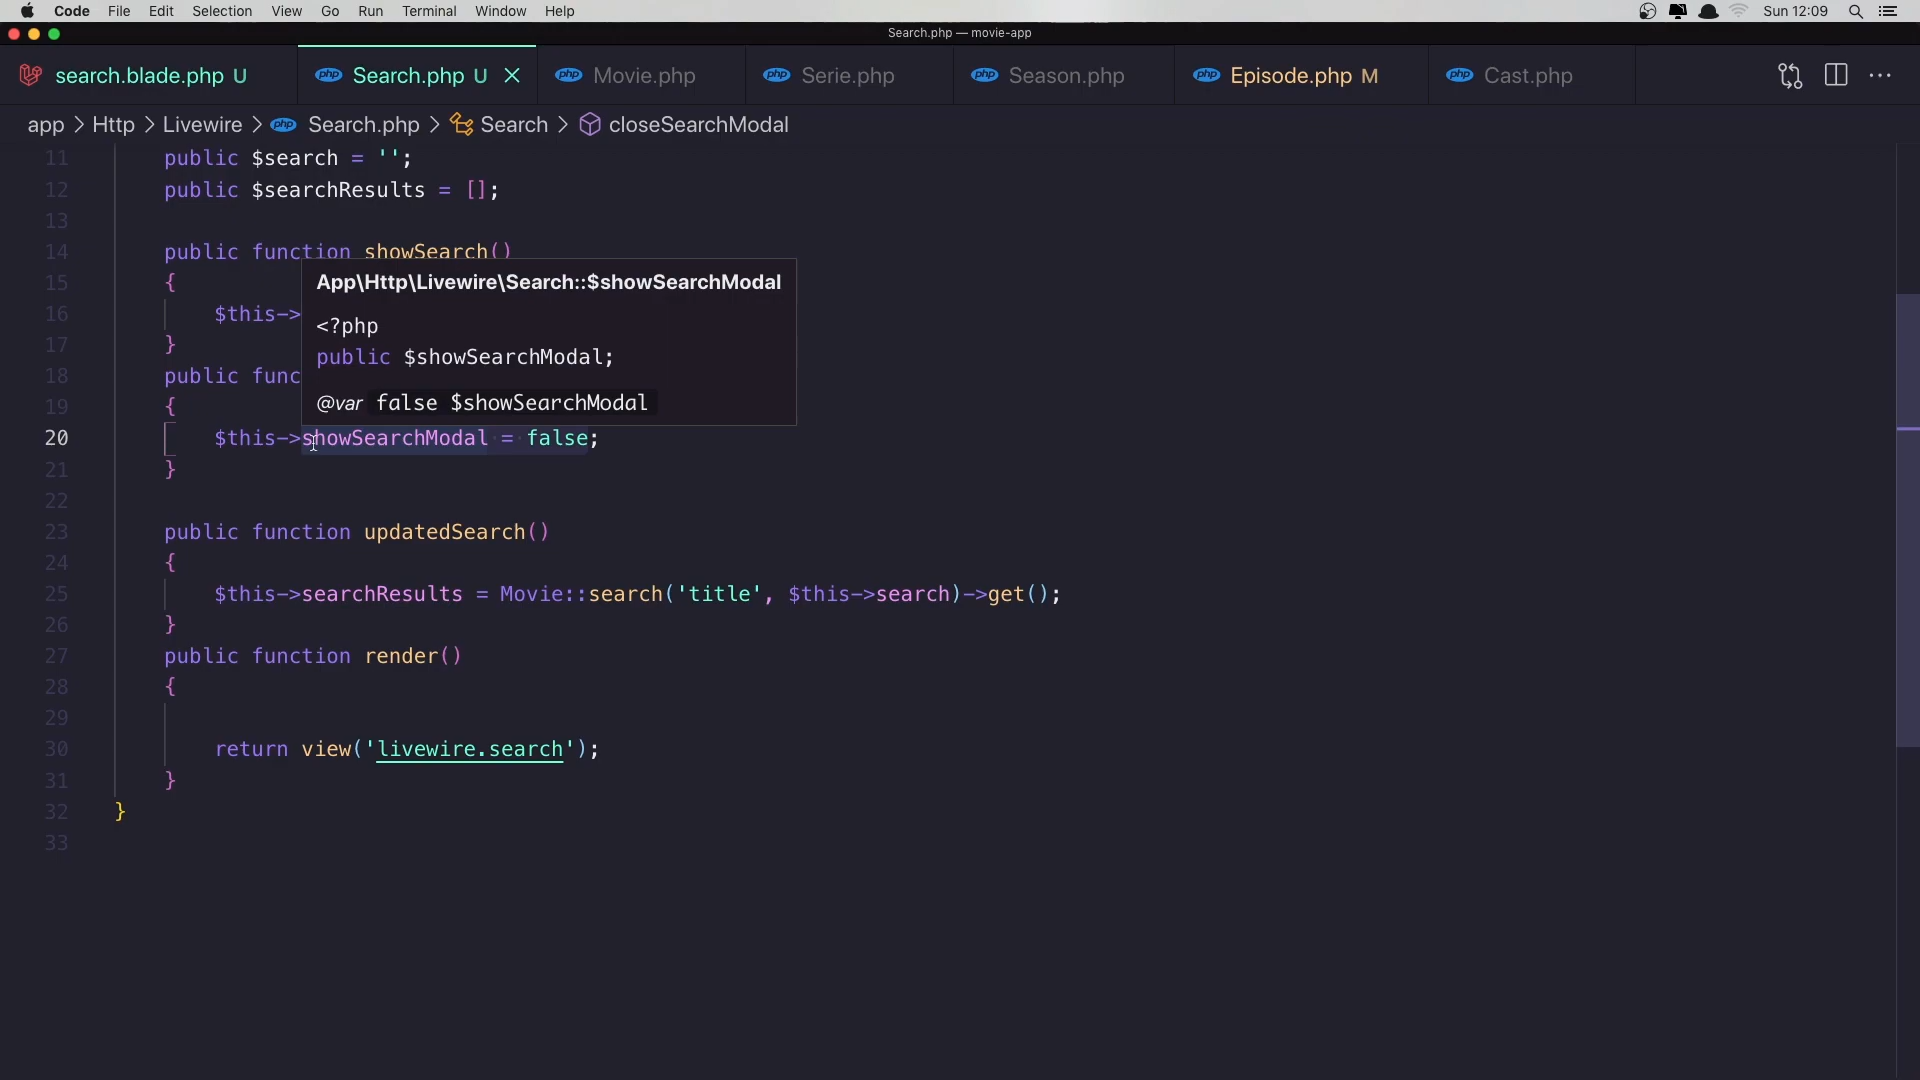 Code File Edit Selection View Go Run Terminal Window Help Sun 12:09
Search.php — movie-app
search.blade.php U Search.php U Movie.php Serie.php Season.php Episode.php M Cast.php
app > Http > Livewire > Search.php > Search > closeSearchModal
11 public $search = '';
12 public $searchResults = [];
13
14 public function showSearch()
15 {
16 $this->
17 }
18 public func
19 {
20 $this->showSearchModal = false;
21 }
22
23 public function updatedSearch()
24 {
25 $this->searchResults = Movie::search('title', $this->search)->get();
26 }
27 public function render()
28 {
29
30 return view('livewire.search');
31 }
32 }
33
App\Http\Livewire\Search::$showSearchModal
<?php
public $showSearchModal;
@var false $showSearchModal